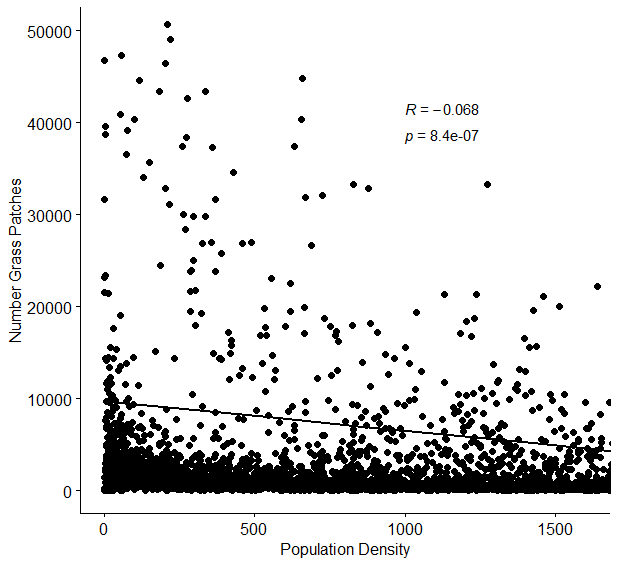 50000
40000
30000
20000
10000
0
Number Grass Patches
R = −0.068
p = 8.4e-07
0 500 1000 1500
Population Density